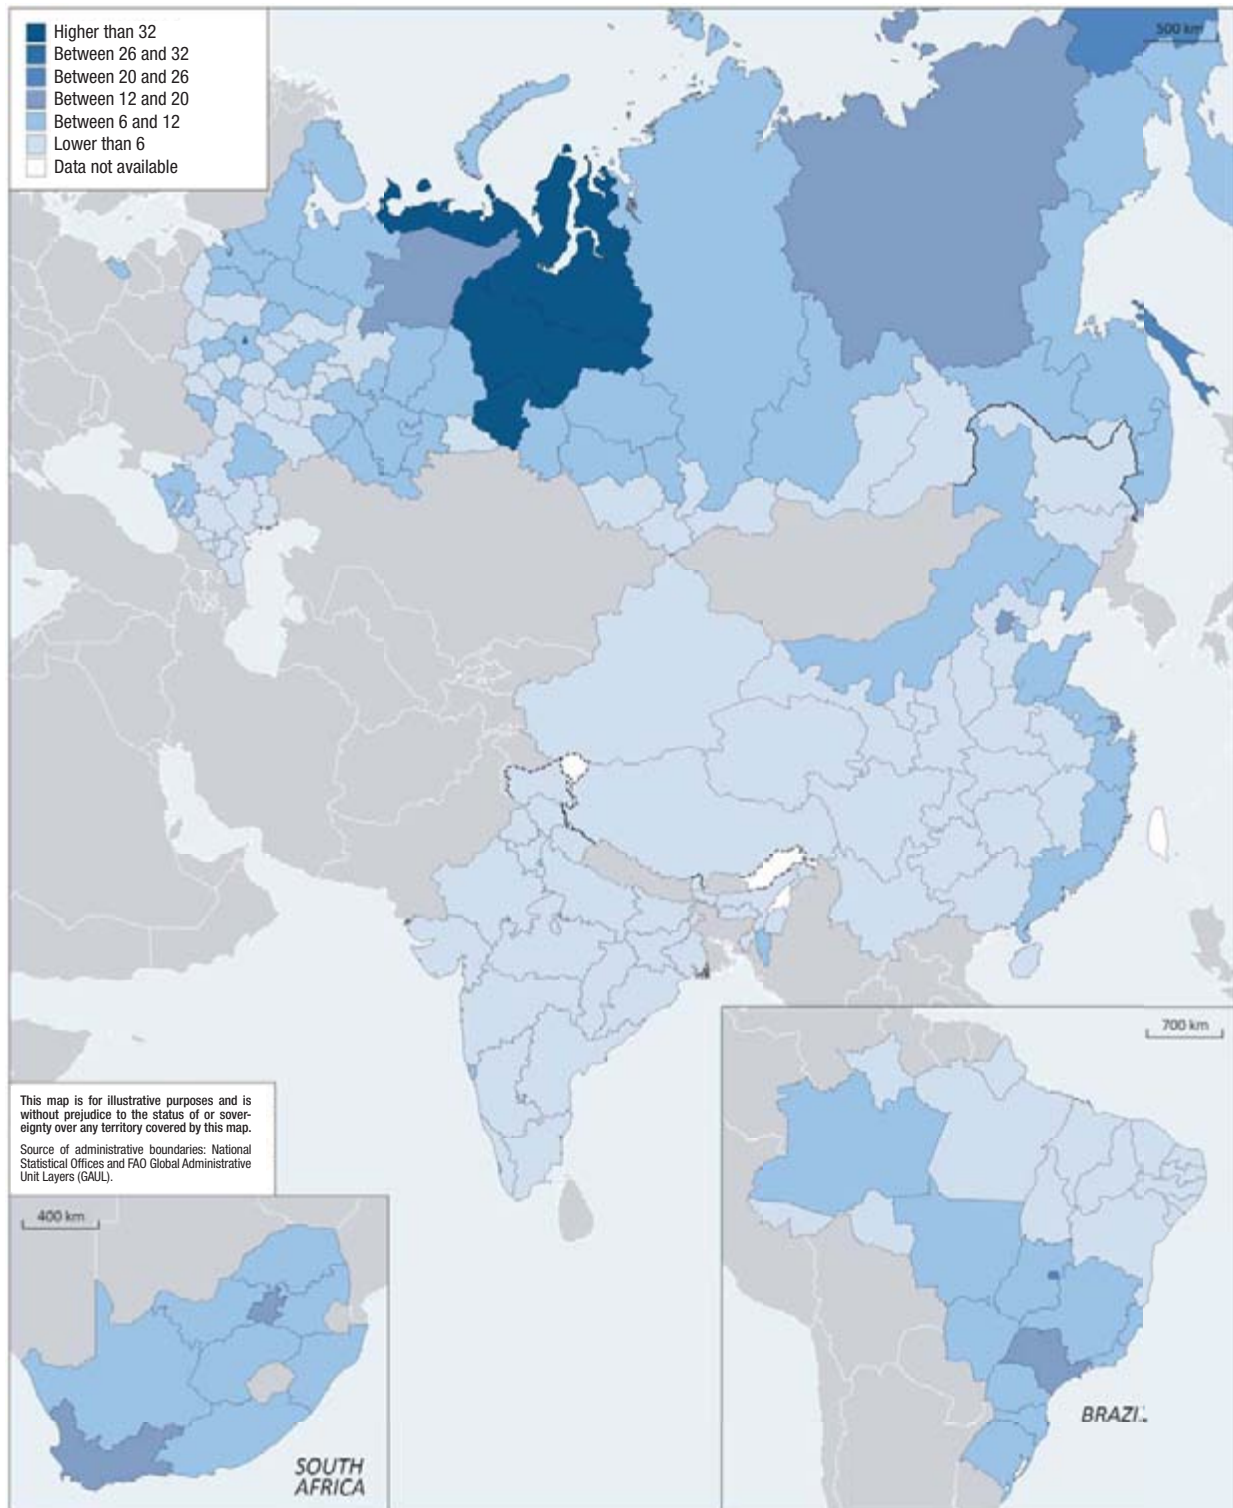 Higher than 32
Between 26 and 32
Between 20 and 26
Between 12 and 20
Between 6 and 12
Lower than 6
Data not available
500 km
700 km
This map is for illustrative purposes and is
without prejudice to the status of or sover-
eignty over any territory covered by this map.
Source of administrative boundaries: National
Statistical Offices and FAO Global Administrative
Unit Layers (GAUL).
400 km
SOUTH
AFRICA
BRAZIL